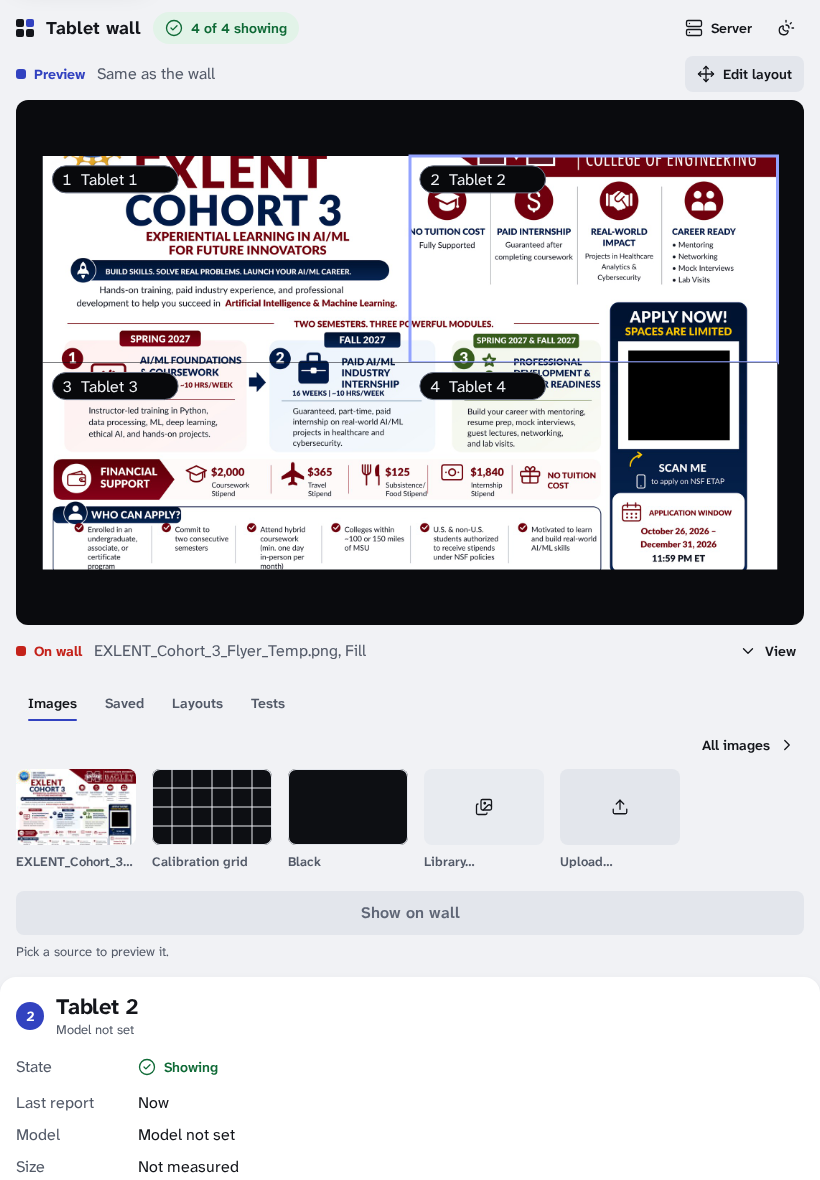 Tablet wall
4 of 4 showing
Server
Preview Same as the wall
Edit layout
EXLENT
COLLEGE OF ENGINEERING
1 Tablet 1
2 Tablet 2
COHORT 3
EXPERIENTIAL LEARNING IN AI/ML
FOR FUTURE INNOVATORS
BUILD SKILLS. SOLVE REAL PROBLEMS. LAUNCH YOUR AI/ML CAREER.
Hands-on training, paid industry experience, and professional
development to help you succeed in Artificial Intelligence & Machine Learning.
NO TUITION COST
Fully Supported
$
PAID INTERNSHIP
Guaranteed after
completing coursework
REAL-WORLD
IMPACT
Projects in Healthcare
Analytics &
Cybersecurity
CAREER READY
• Mentoring
• Networking
• Mock Interviews
• Lab Visits
TWO SEMESTERS. THREE POWERFUL MODULES.
SPRING 2027
1
AI/ML FOUNDATIONS
& COURSEWORK
~10 HRS/WEEK
3 Tablet 3
Instructor-led training in Python,
data processing, ML, deep learning,
ethical AI, and hands-on projects.
FALL 2027
2
PAID AI/ML
INDUSTRY
INTERNSHIP
16 WEEKS | ~10 HRS/WEEK
Guaranteed, part-time, paid
internship on real-world AI/ML
projects in healthcare and
cybersecurity.
SPRING 2027 & FALL 2027
3
PROFESSIONAL
DEVELOPMENT &
READINESS
4 Tablet 4
Build your career with mentoring,
resume prep, mock interviews,
guest lectures, networking,
and lab visits.
APPLY NOW!
SPACES ARE LIMITED
SCAN ME
to apply on NSF ETAP
APPLICATION WINDOW
October 26, 2026 –
December 31, 2026
11:59 PM ET
FINANCIAL
SUPPORT
$2,000
Coursework
Stipend
$365
Travel
Stipend
$125
Subsistence/
Food Stipend
$1,840
Internship
Stipend
NO TUITION
COST
WHO CAN APPLY?
Enrolled in an
undergraduate,
associate, or
certificate
program
Commit to
two consecutive
semesters
Attend hybrid
coursework
(min. one day
in-person per
month)
Colleges within
~100 or 150 miles
of MSU
U.S. & non-U.S.
students authorized
to receive stipends
under NSF policies
Motivated to learn
and build real-world
AI/ML skills
On wall EXLENT_Cohort_3_Flyer_Temp.png, Fill
View
Images Saved Layouts Tests
All images
EXLENT
COHORT 3
EXLENT_Cohort_3...
Calibration grid
Black
Library...
Upload...
Show on wall
Pick a source to preview it.
2
Tablet 2
Model not set
State Showing
Last report Now
Model Model not set
Size Not measured